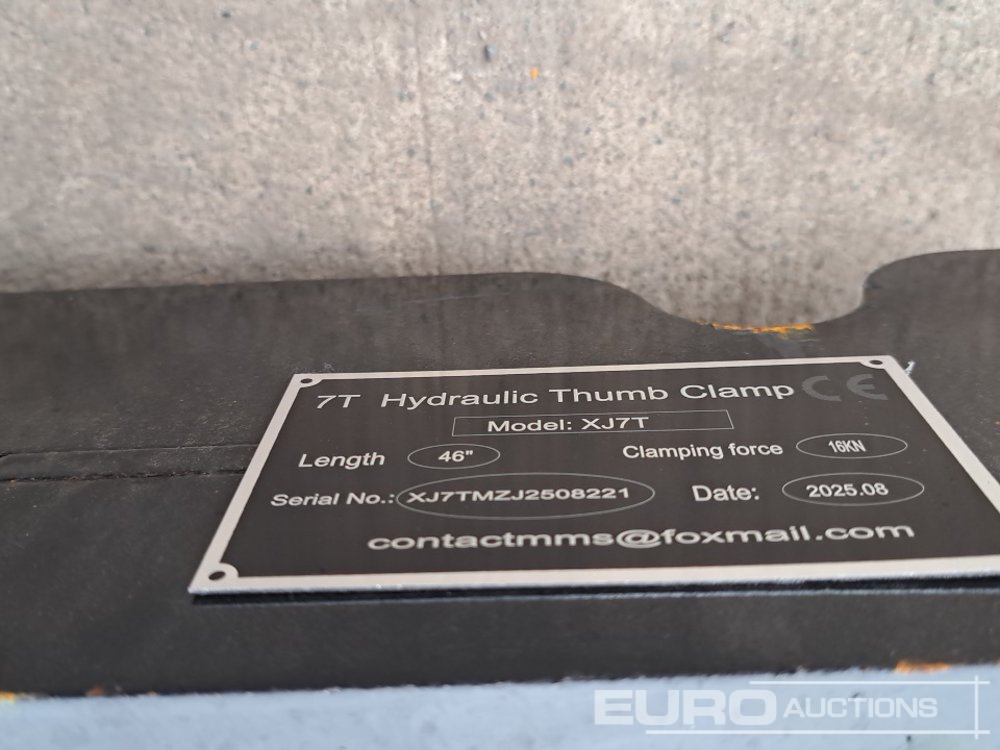 7T Hydraulic Thumb Clamp CE
Model: XJ7T
Length 46" Clamping force 16KN
Serial No.: XJ7TMZJ2508221 Date: 2025.08
contactmms@foxmail.com
EURO AUCTIONS